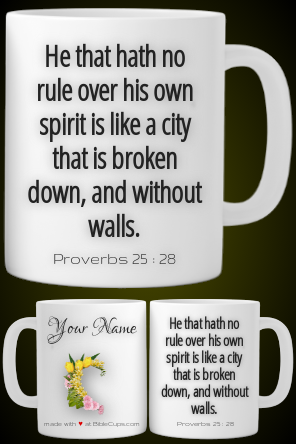 He that hath no
rule over his own
spirit is like a city
that is broken
down, and without
walls.
Proverbs 25 : 28
Your Name
made with ♥ at BibleCups.com
He that hath no
rule over his own
spirit is like a city
that is broken
down, and without
walls.
Proverbs 25 : 28